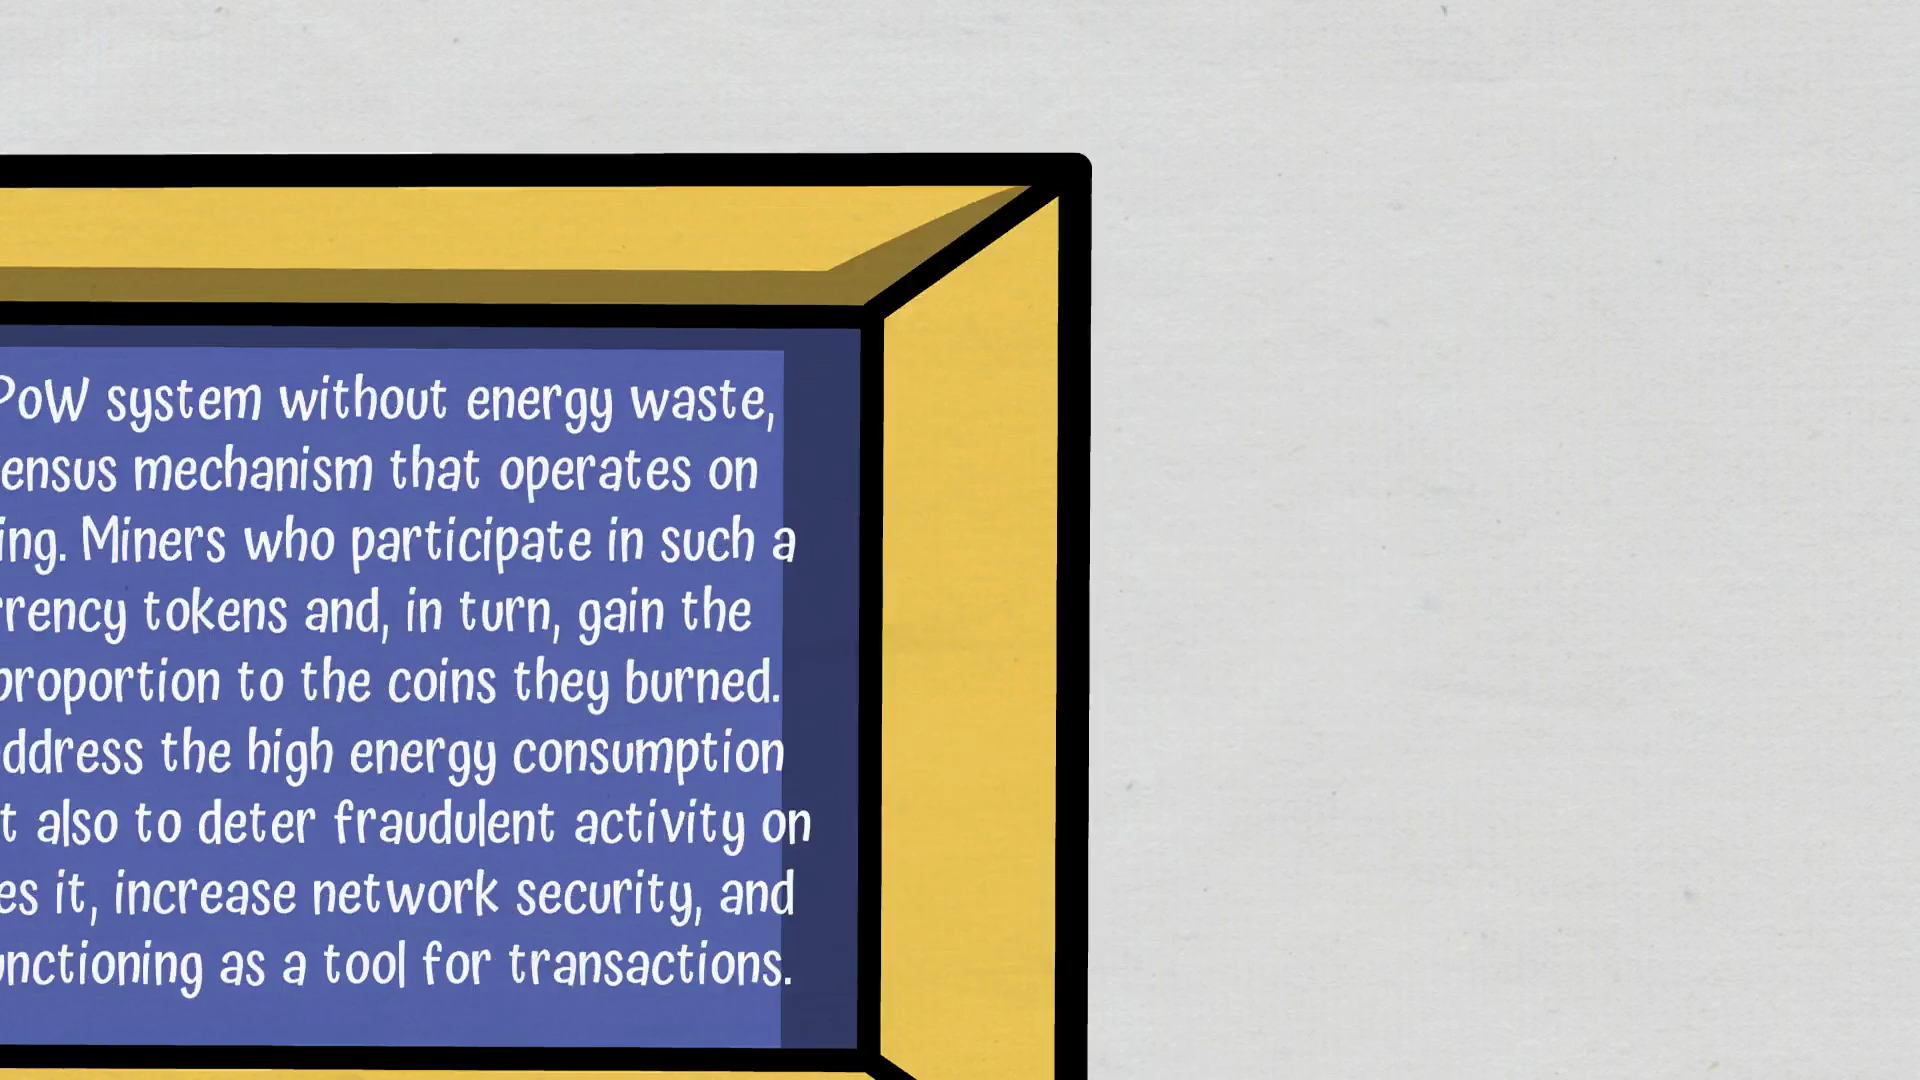 PoW system without energy waste,
ensus mechanism that operates on
ing. Miners who participate in such a
rrency tokens and, in turn, gain the
proportion to the coins they burned.
ddress the high energy consumption
t also to deter fraudulent activity on
es it, increase network security, and
unctioning as a tool for transactions.